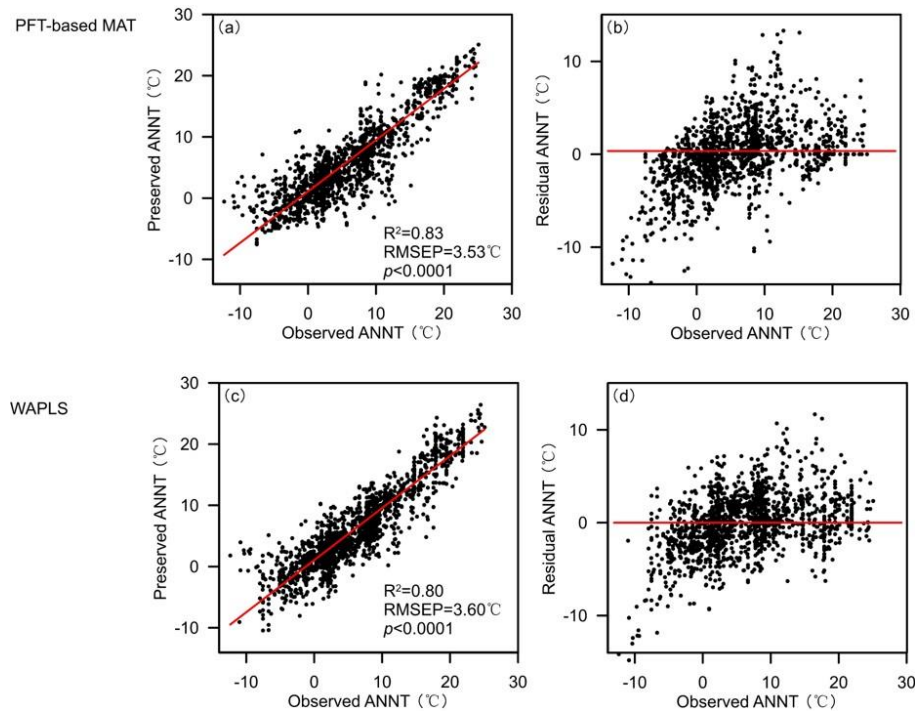 PFT-based MAT
(a)
Preserved ANNT (℃)
30
20
10
0
-10
R²=0.83
RMSEP=3.53℃
p<0.0001
-10 0 10 20 30
Observed ANNT (℃)
(b)
Residual ANNT (℃)
10
0
-10
-10 0 10 20 30
Observed ANNT (℃)
WAPLS
(c)
Preserved ANNT (℃)
30
20
10
0
-10
R²=0.80
RMSEP=3.60℃
p<0.0001
-10 0 10 20 30
Observed ANNT (℃)
(d)
Residual ANNT (℃)
10
0
-10
-10 0 10 20 30
Observed ANNT (℃)